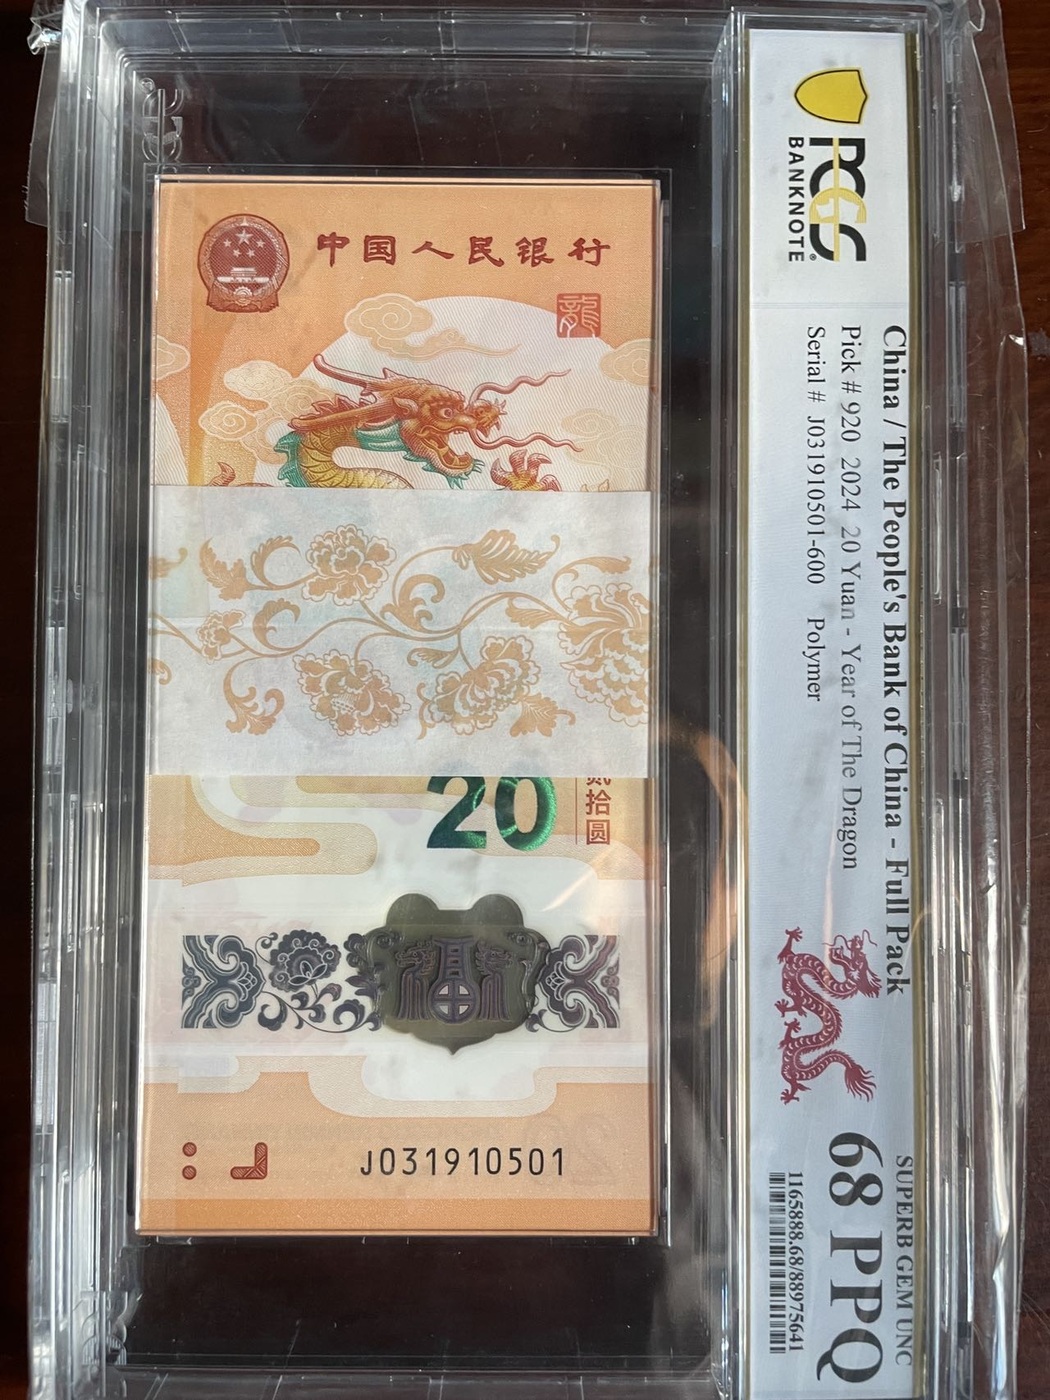 中国人民银行
龍
20
贰拾圆
J031910501
PCGS
BANKNOTE
China / The People's Bank of China - Full Pack
Pick # 920 2024 20 Yuan - Year of The Dragon
Serial # J031910501-600 Polymer
SUPERB GEM UNC
68 PPQ
1165888.68/88975641